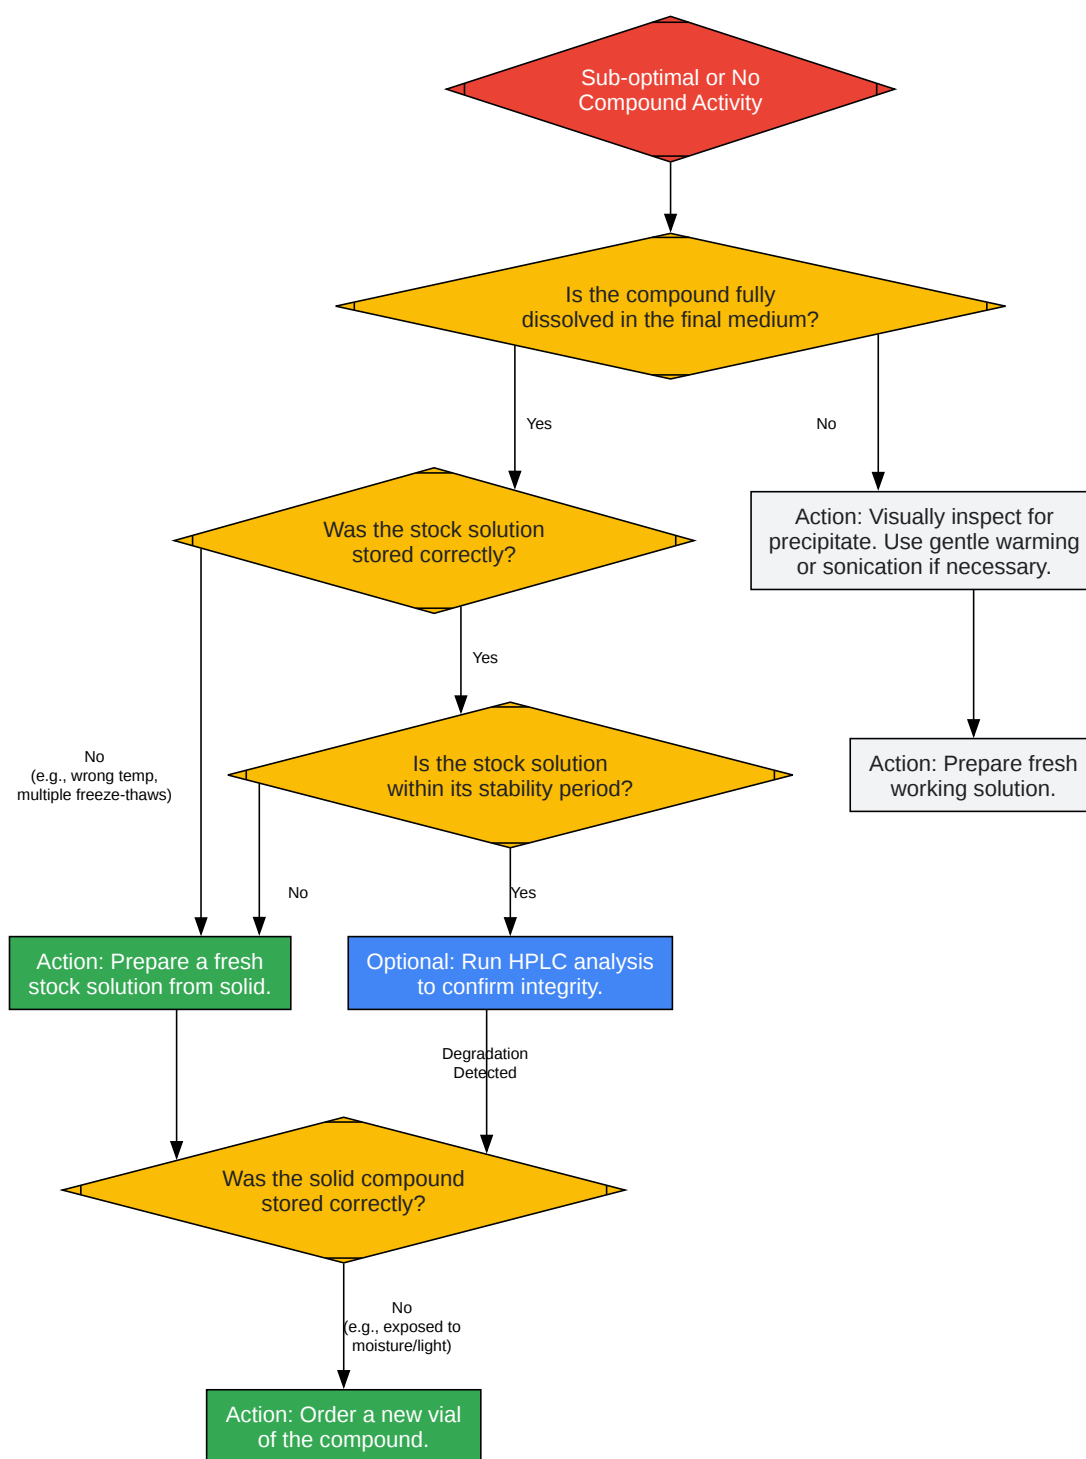 Sub-optimal or No
Compound Activity
Is the compound fully
dissolved in the final medium?
Yes
No
Was the stock solution
stored correctly?
Action: Visually inspect for
precipitate. Use gentle warming
or sonication if necessary.
Yes
No
(e.g., wrong temp,
multiple freeze-thaws)
Is the stock solution
within its stability period?
Action: Prepare fresh
working solution.
No
Yes
Action: Prepare a fresh
stock solution from solid.
Optional: Run HPLC analysis
to confirm integrity.
Degradation
Detected
Was the solid compound
stored correctly?
No
(e.g., exposed to
moisture/light)
Action: Order a new vial
of the compound.